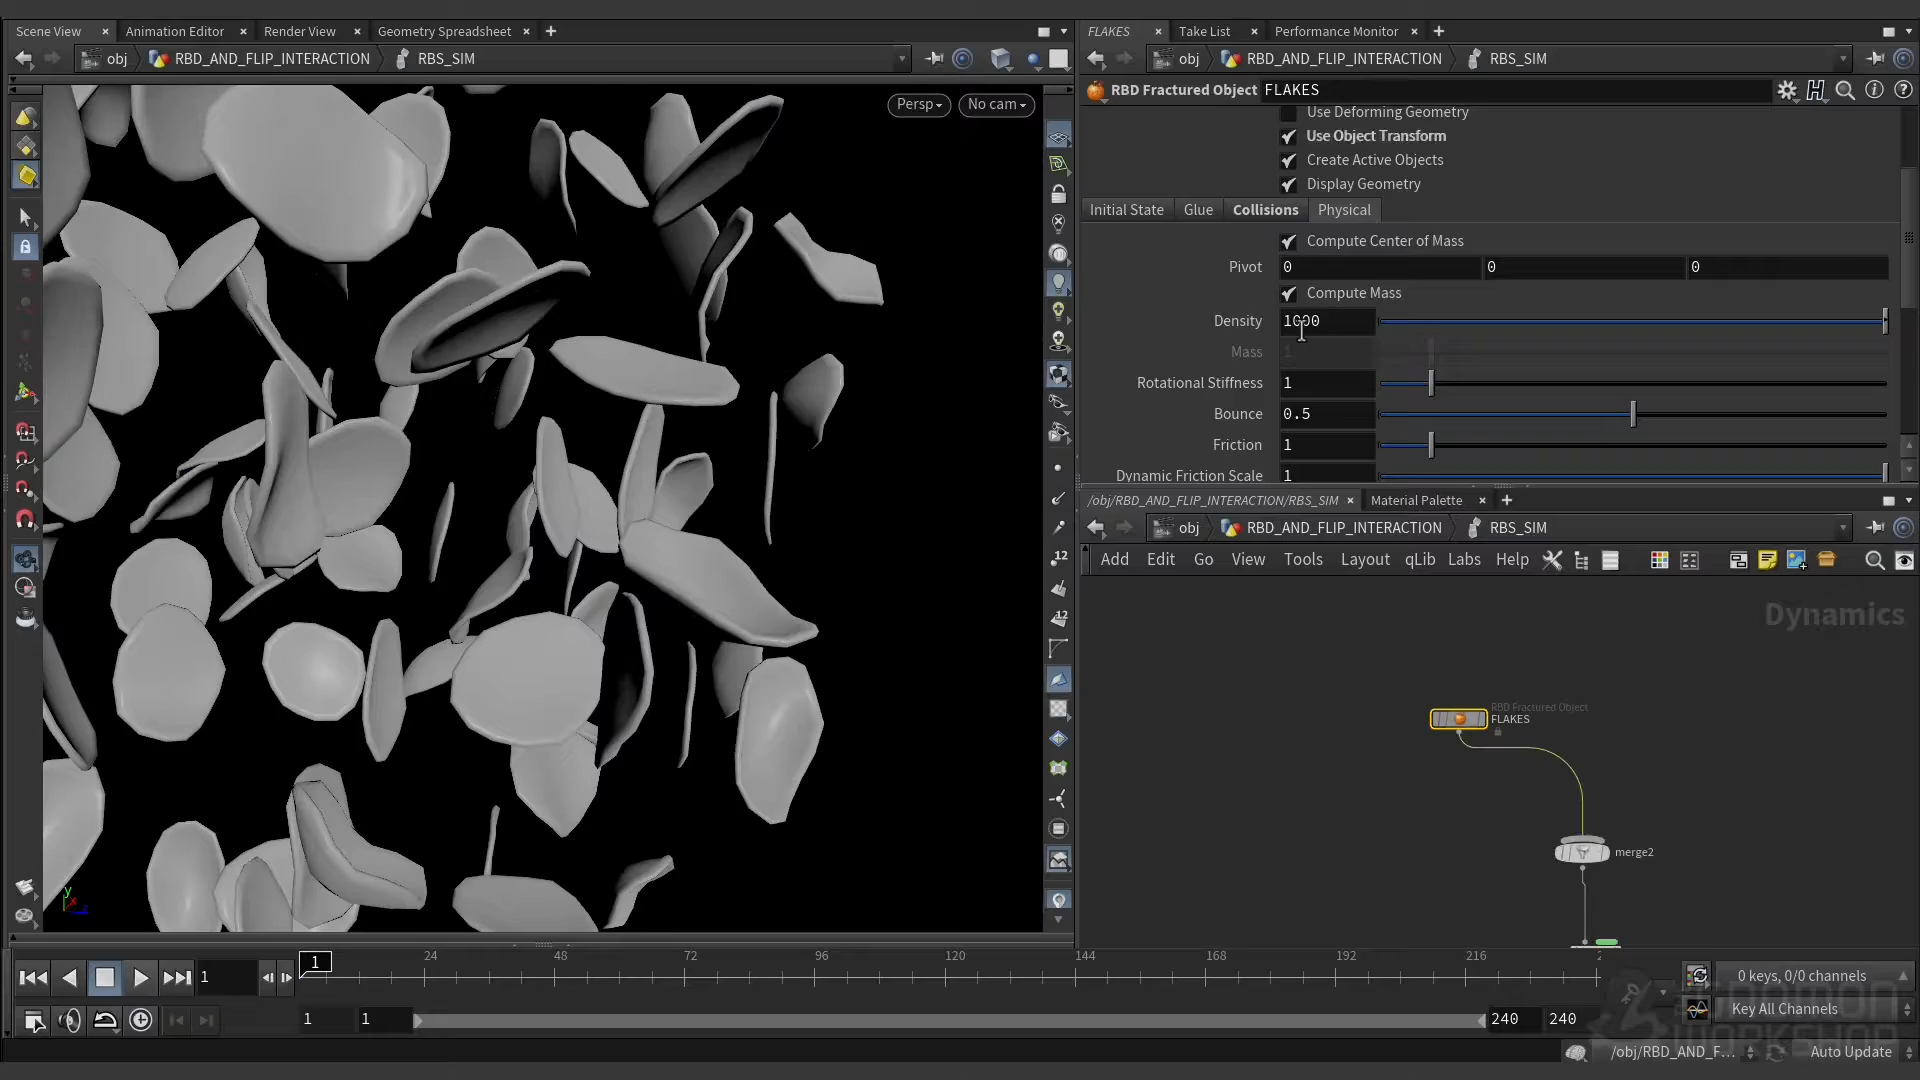 Scene View
Animation Editor
Render View
Geometry Spreadsheet
obj
RBD_AND_FLIP_INTERACTION
RBS_SIM
Persp
No cam
12
12
y
x
z
FLAKES
Take List
Performance Monitor
obj
RBD_AND_FLIP_INTERACTION
RBS_SIM
RBD Fractured Object FLAKES
Use Deforming Geometry
Use Object Transform
Create Active Objects
Display Geometry
Initial State
Glue
Collisions
Physical
Compute Center of Mass
Pivot 0 0 0
Compute Mass
Density 1000
Mass 1
Rotational Stiffness 1
Bounce 0.5
Friction 1
Dynamic Friction Scale 1
/obj/RBD_AND_FLIP_INTERACTION/RBS_SIM
Material Palette
obj
RBD_AND_FLIP_INTERACTION
RBS_SIM
Add Edit Go View Tools Layout qLib Labs Help
Dynamics
RBD Fractured Object
FLAKES
merge2
1
1
24 48 72 96 120 144 168 192 216 2
0 keys, 0/0 channels
1
1
240
240
Key All Channels
/obj/RBD_AND_F...
Auto Update
WORKSHOP